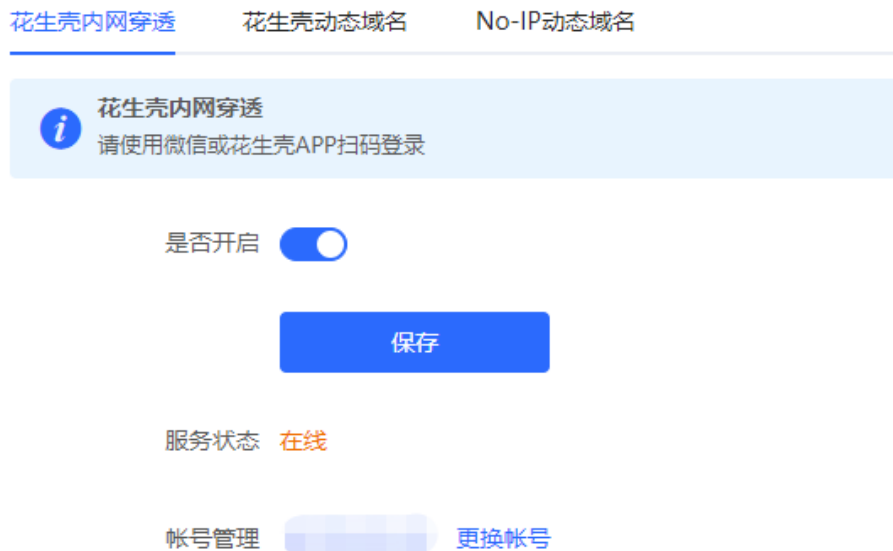 花生壳内网穿透 花生壳动态域名 No-IP动态域名
花生壳内网穿透
请使用微信或花生壳APP扫码登录
是否开启
保存
服务状态 在线
帐号管理 更换帐号